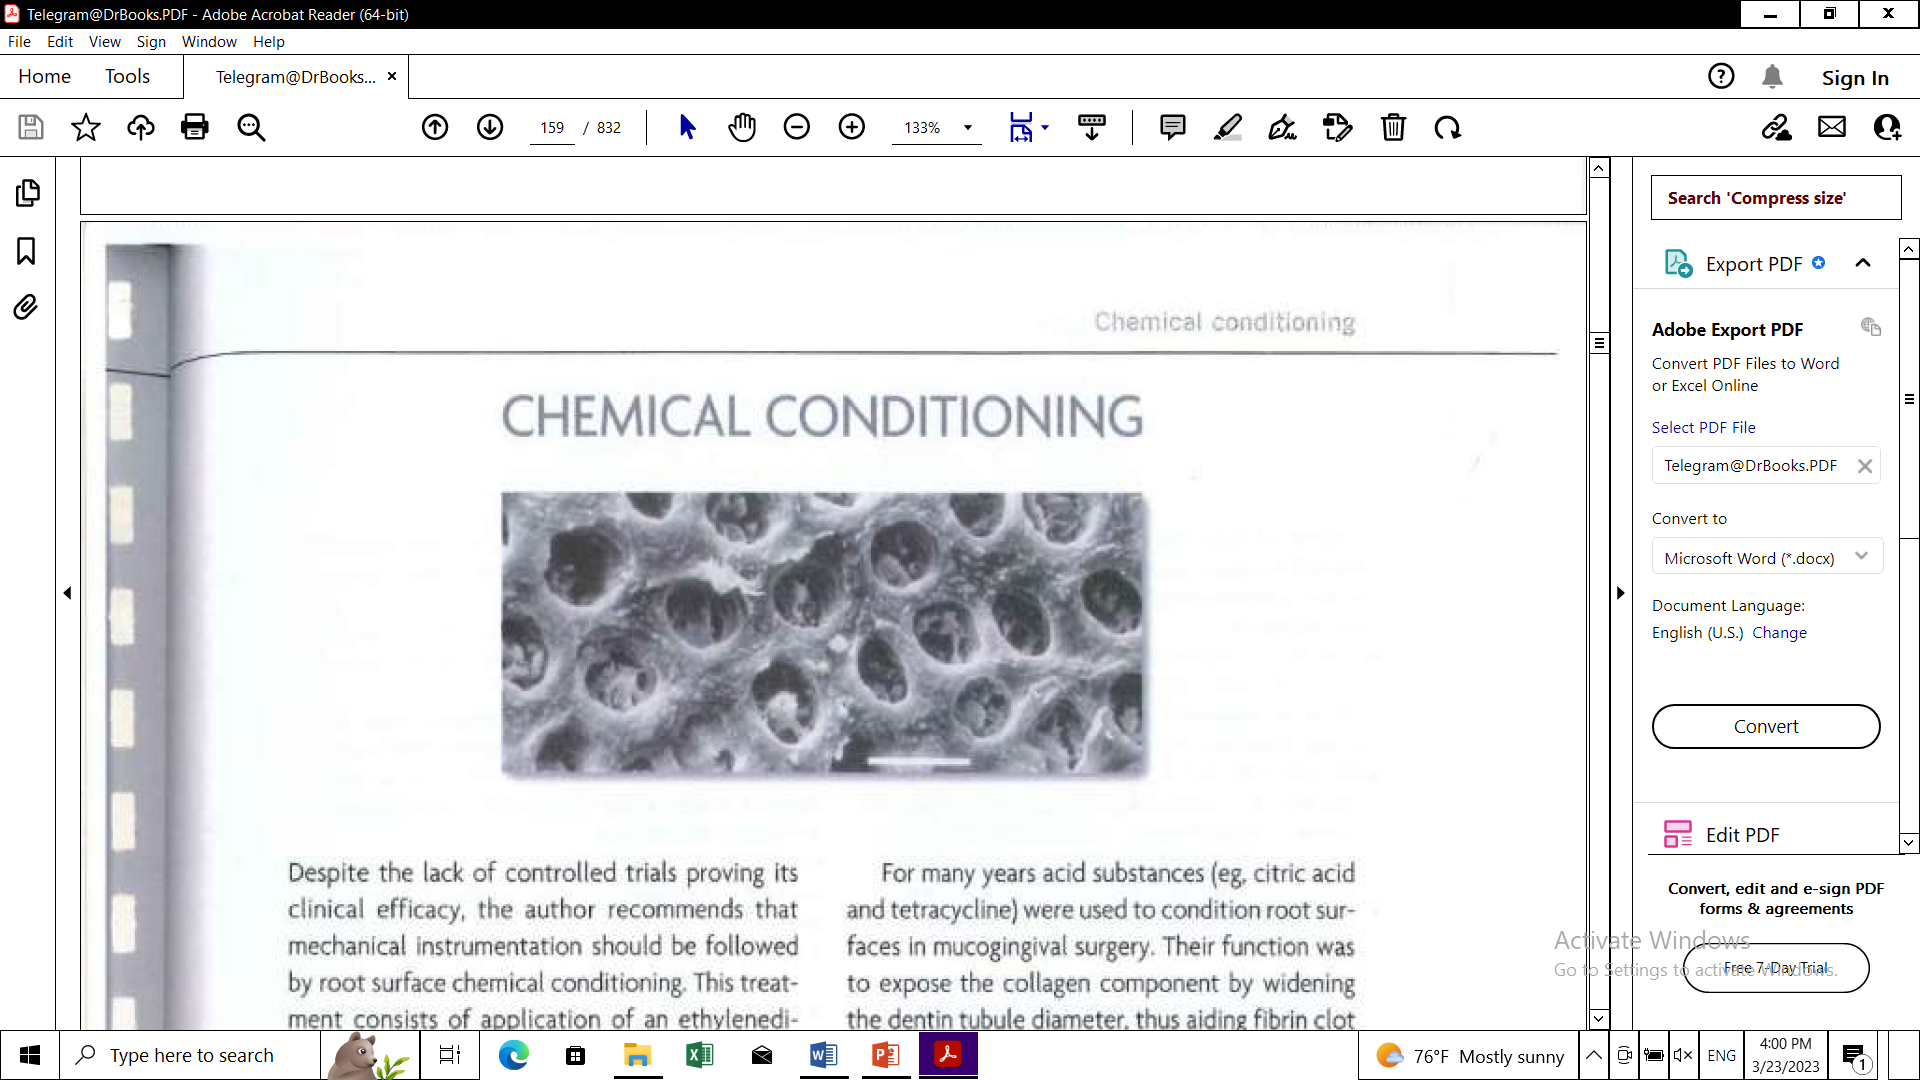 Telegram@DrBooks.PDF - Adobe Acrobat Reader (64-bit)
File Edit View Sign Window Help
Home Tools Telegram@DrBooks... × Sign In
159 / 832 133%
Search 'Compress size'
Export PDF
Adobe Export PDF
Convert PDF Files to Word
or Excel Online
Select PDF File
Telegram@DrBooks.PDF
Convert to
Microsoft Word (*.docx)
Document Language:
English (U.S.) Change
Convert
Edit PDF
Convert, edit and e-sign PDF
forms & agreements
Free 7-Day Trial
Activate Windows
Go to Settings to activate Windows.
Chemical conditioning
CHEMICAL CONDITIONING
Despite the lack of controlled trials proving its
clinical efficacy, the author recommends that
mechanical instrumentation should be followed
by root surface chemical conditioning. This treat-
ment consists of application of an ethylenedi-
For many years acid substances (eg, citric acid
and tetracycline) were used to condition root sur-
faces in mucogingival surgery. Their function was
to expose the collagen component by widening
the dentin tubule diameter, thus aiding fibrin clot
Type here to search
76°F Mostly sunny
ENG
4:00 PM
3/23/2023
1